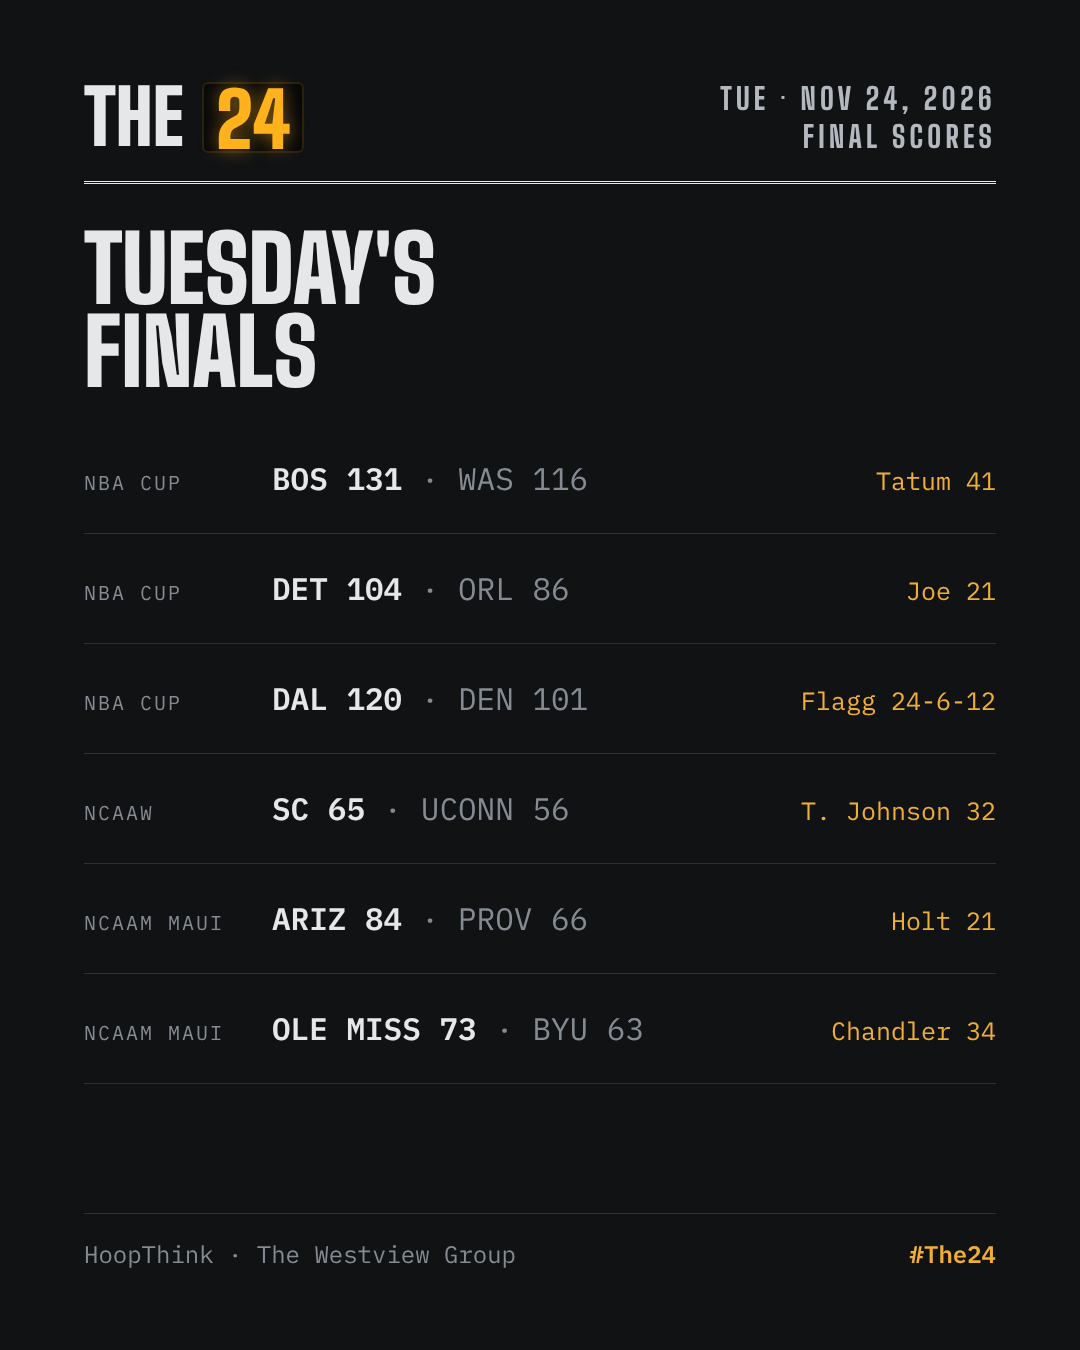 THE 24
TUE · NOV 24, 2026
FINAL SCORES
TUESDAY'S
FINALS
NBA CUP BOS 131 · WAS 116 Tatum 41
NBA CUP DET 104 · ORL 86 Joe 21
NBA CUP DAL 120 · DEN 101 Flagg 24-6-12
NCAAW SC 65 · UCONN 56 T. Johnson 32
NCAAM MAUI ARIZ 84 · PROV 66 Holt 21
NCAAM MAUI OLE MISS 73 · BYU 63 Chandler 34
HoopThink · The Westview Group #The24